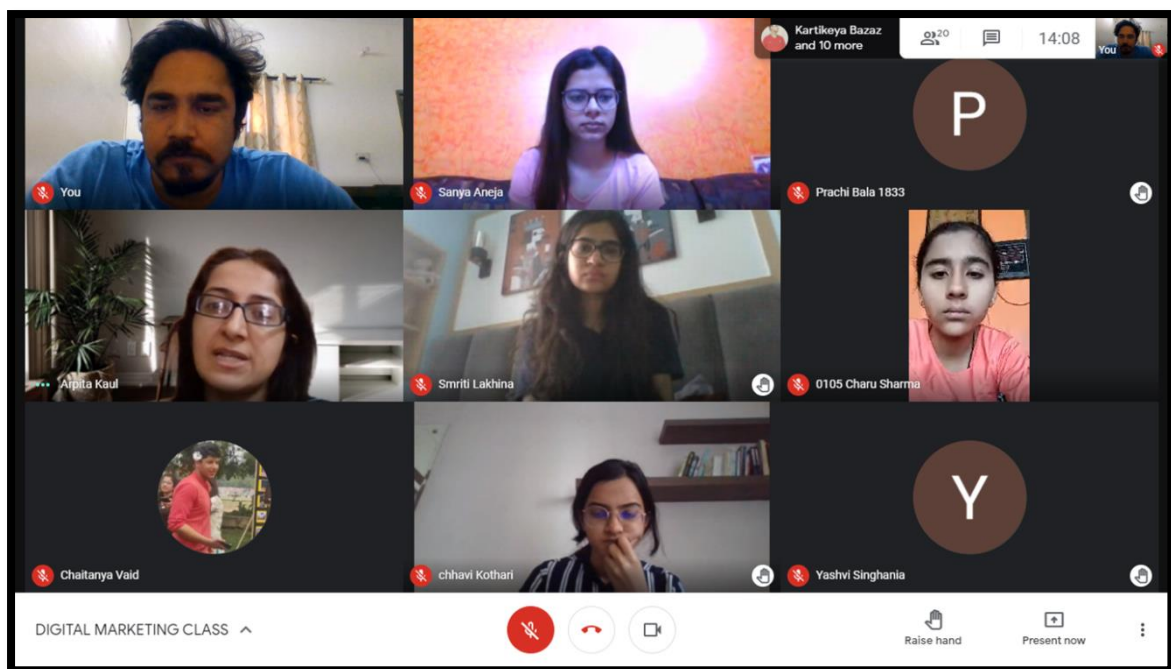 Kartikeya Bazaz
and 10 more
20
14:08
You
You
Sanya Aneja
P
Prachi Bala 1833
Arpita Kaul
Smriti Lakhina
0105 Charu Sharma
Chaitanya Vaid
chhavi Kothari
Y
Yashvi Singhania
DIGITAL MARKETING CLASS
Raise hand
Present now